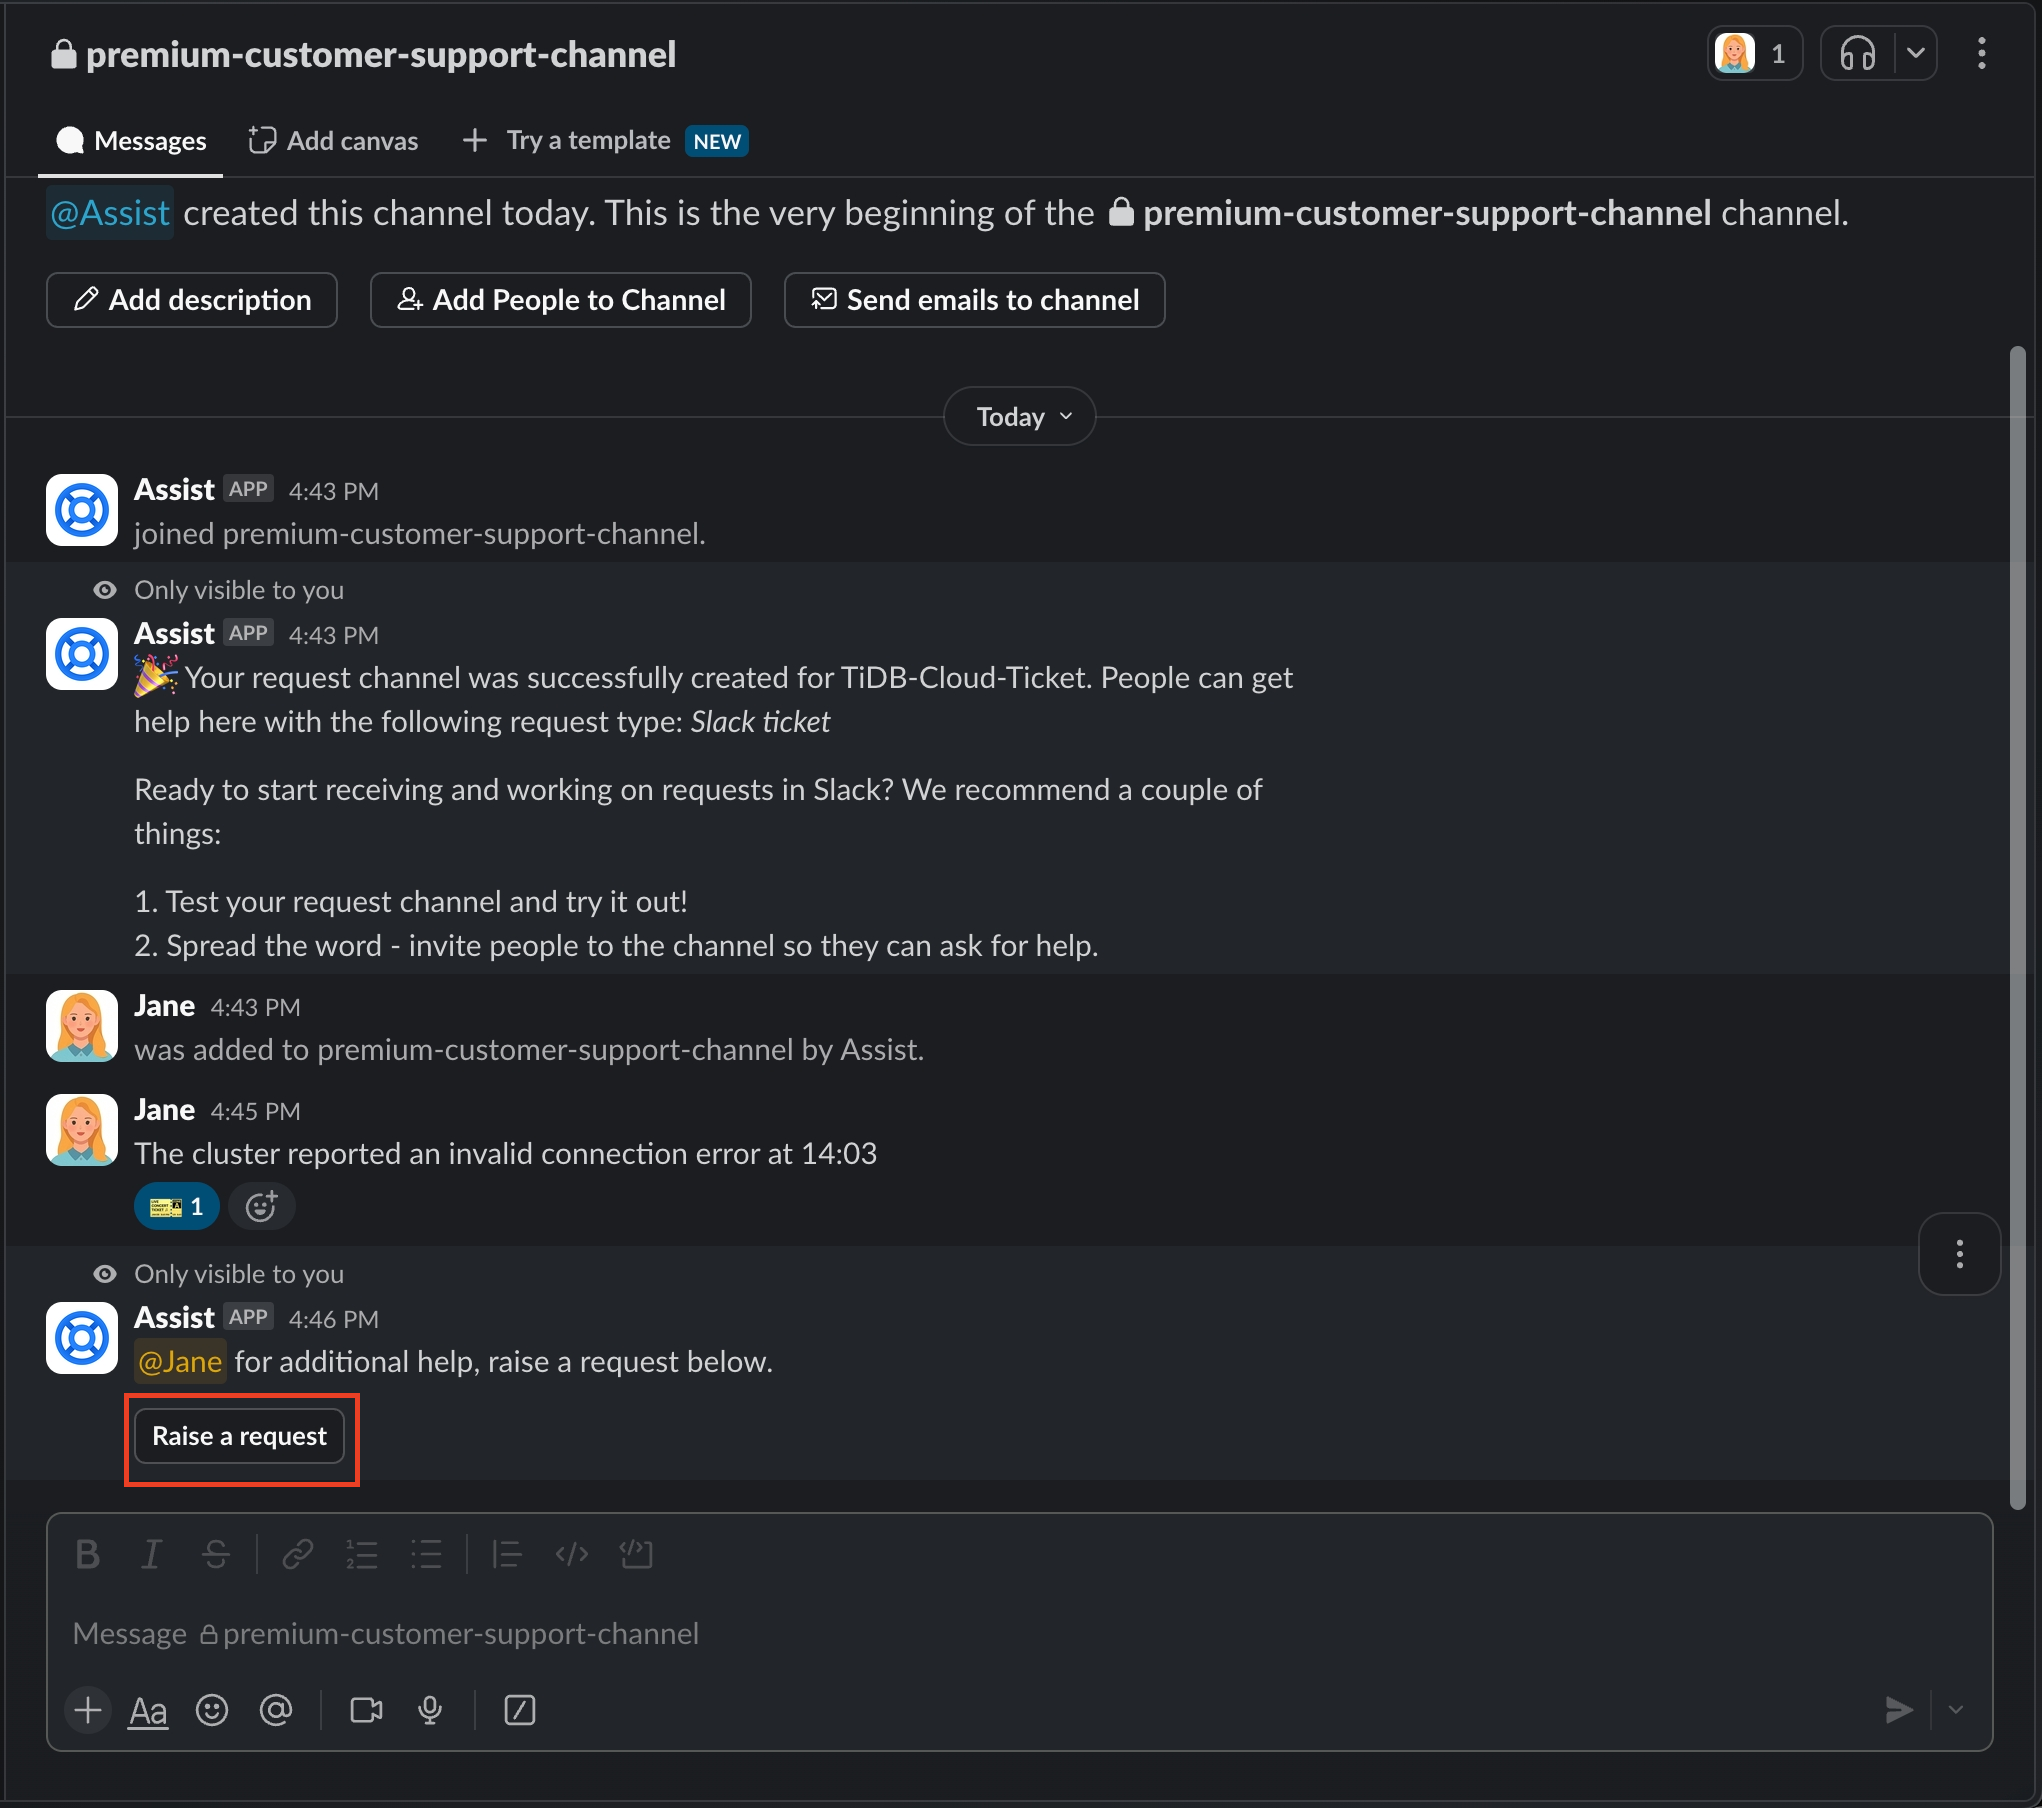 premium-customer-support-channel
1
Messages
Add canvas
Try a template NEW
@Assist created this channel today. This is the very beginning of the premium-customer-support-channel channel.
Add description
Add People to Channel
Send emails to channel
Today
Assist APP 4:43 PM
joined premium-customer-support-channel.
Only visible to you
Assist APP 4:43 PM
Your request channel was successfully created for TiDB-Cloud-Ticket. People can get
help here with the following request type: Slack ticket
Ready to start receiving and working on requests in Slack? We recommend a couple of
things:
1. Test your request channel and try it out!
2. Spread the word - invite people to the channel so they can ask for help.
Jane 4:43 PM
was added to premium-customer-support-channel by Assist.
Jane 4:45 PM
The cluster reported an invalid connection error at 14:03
1
Only visible to you
Assist APP 4:46 PM
@Jane for additional help, raise a request below.
Raise a request
Message premium-customer-support-channel
Aa